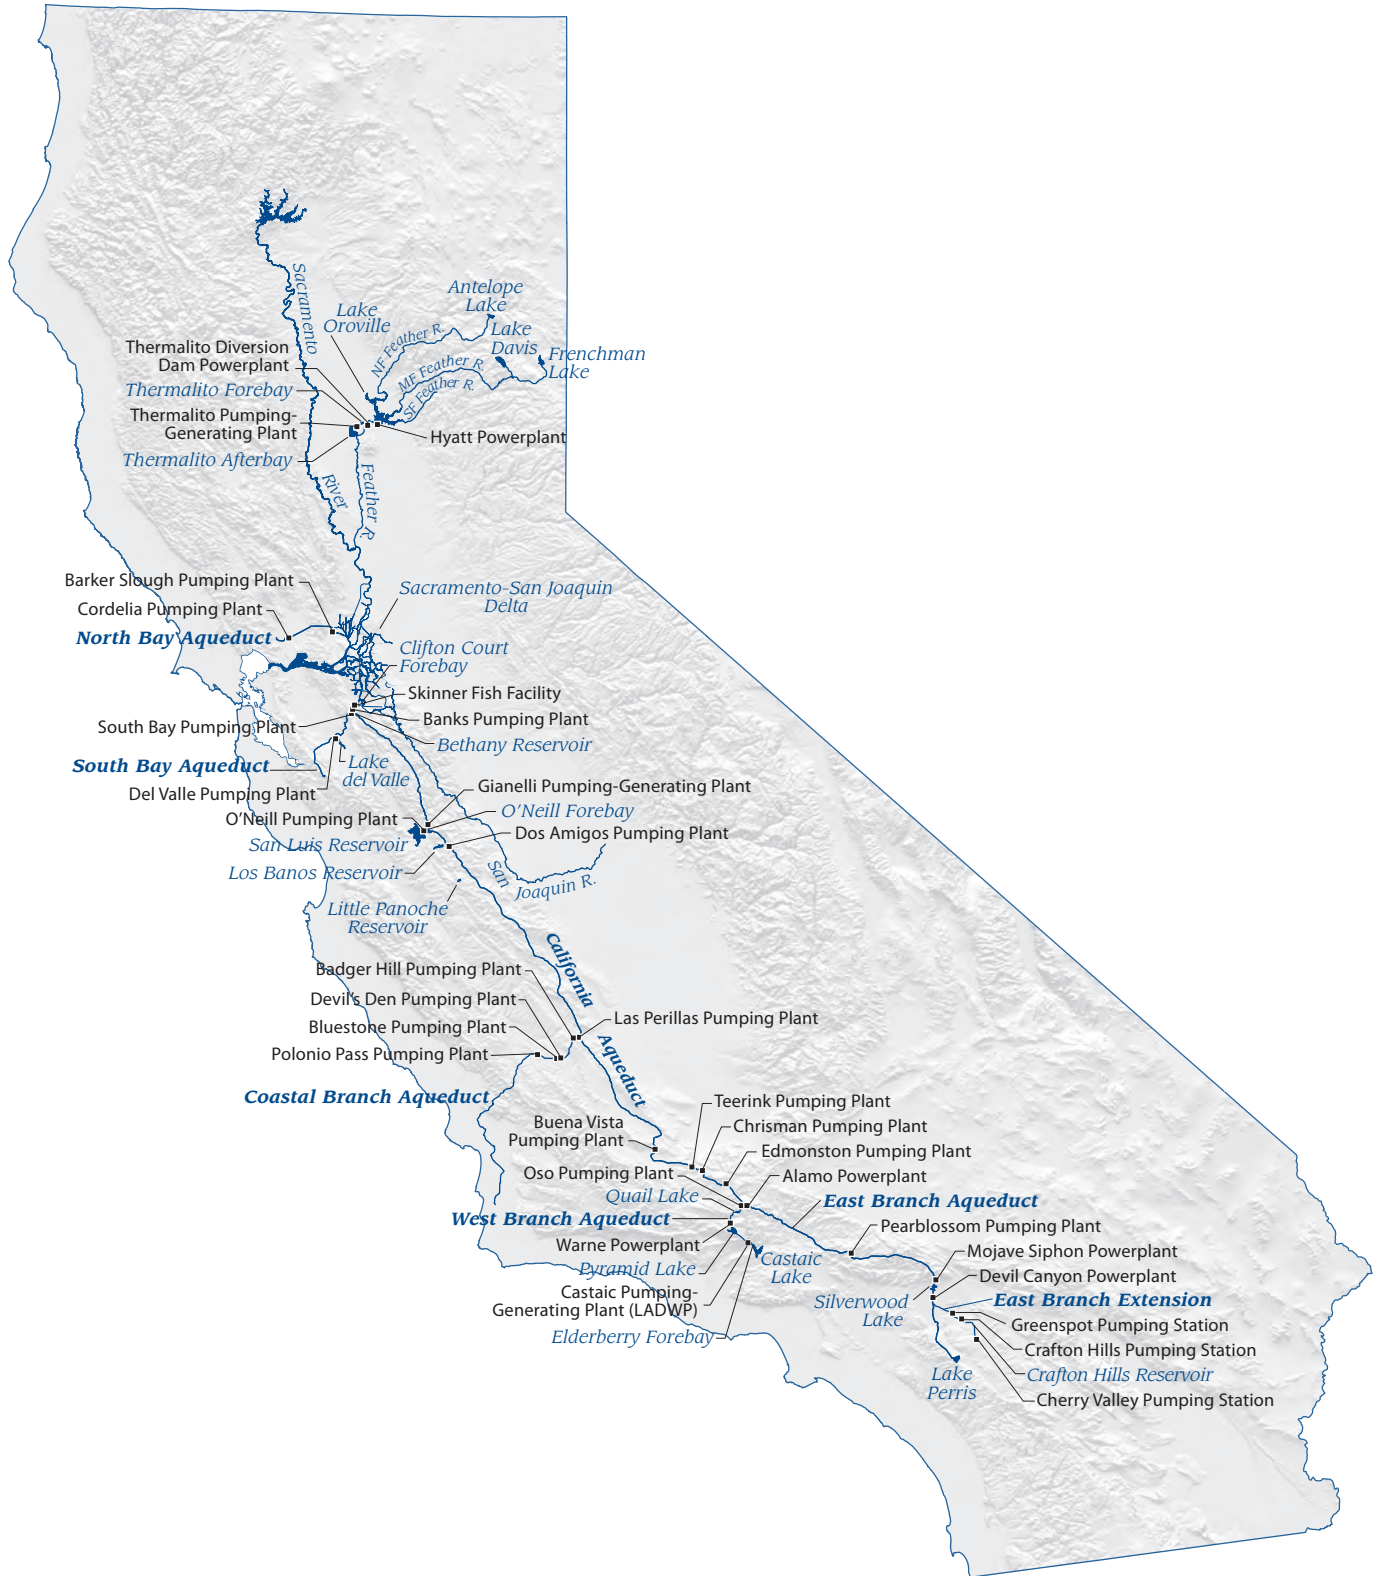 Sacramento
Antelope
Lake
Lake
Oroville
NF Feather R.
Lake
Davis
Thermalito Diversion
Dam Powerplant
MF Feather R.
Frenchman
Lake
Thermalito Forebay
SF Feather R.
Thermalito Pumping-
Generating Plant
Hyatt Powerplant
Thermalito Afterbay
River
Feather R.
Barker Slough Pumping Plant
Sacramento-San Joaquin
Delta
Cordelia Pumping Plant
North Bay Aqueduct
Clifton Court
Forebay
Skinner Fish Facility
Banks Pumping Plant
South Bay Pumping Plant
Bethany Reservoir
South Bay Aqueduct
Lake
del Valle
Del Valle Pumping Plant
Gianelli Pumping-Generating Plant
O'Neill Forebay
O'Neill Pumping Plant
Dos Amigos Pumping Plant
San Luis Reservoir
Los Banos Reservoir
San
Joaquin R.
Little Panoche
Reservoir
California
Aqueduct
Badger Hill Pumping Plant
Devil's Den Pumping Plant
Las Perillas Pumping Plant
Bluestone Pumping Plant
Polonio Pass Pumping Plant
Coastal Branch Aqueduct
Teerink Pumping Plant
Buena Vista
Pumping Plant
Chrisman Pumping Plant
Edmonston Pumping Plant
Oso Pumping Plant
Alamo Powerplant
Quail Lake
East Branch Aqueduct
West Branch Aqueduct
Pearblossom Pumping Plant
Warne Powerplant
Mojave Siphon Powerplant
Pyramid Lake
Castaic
Lake
Devil Canyon Powerplant
Castaic Pumping-
Generating Plant (LADWP)
Silverwood
Lake
East Branch Extension
Greenspot Pumping Station
Elderberry Forebay
Crafton Hills Pumping Station
Lake
Perris
Crafton Hills Reservoir
Cherry Valley Pumping Station